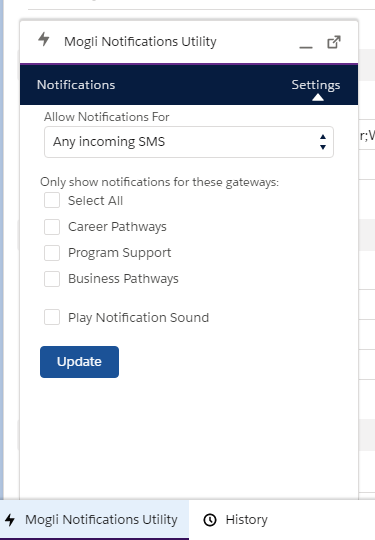 Mogli Notifications Utility
Notifications Settings
Allow Notifications For
Any incoming SMS
Only show notifications for these gateways:
Select All
Career Pathways
Program Support
Business Pathways
Play Notification Sound
Update
Mogli Notifications Utility History